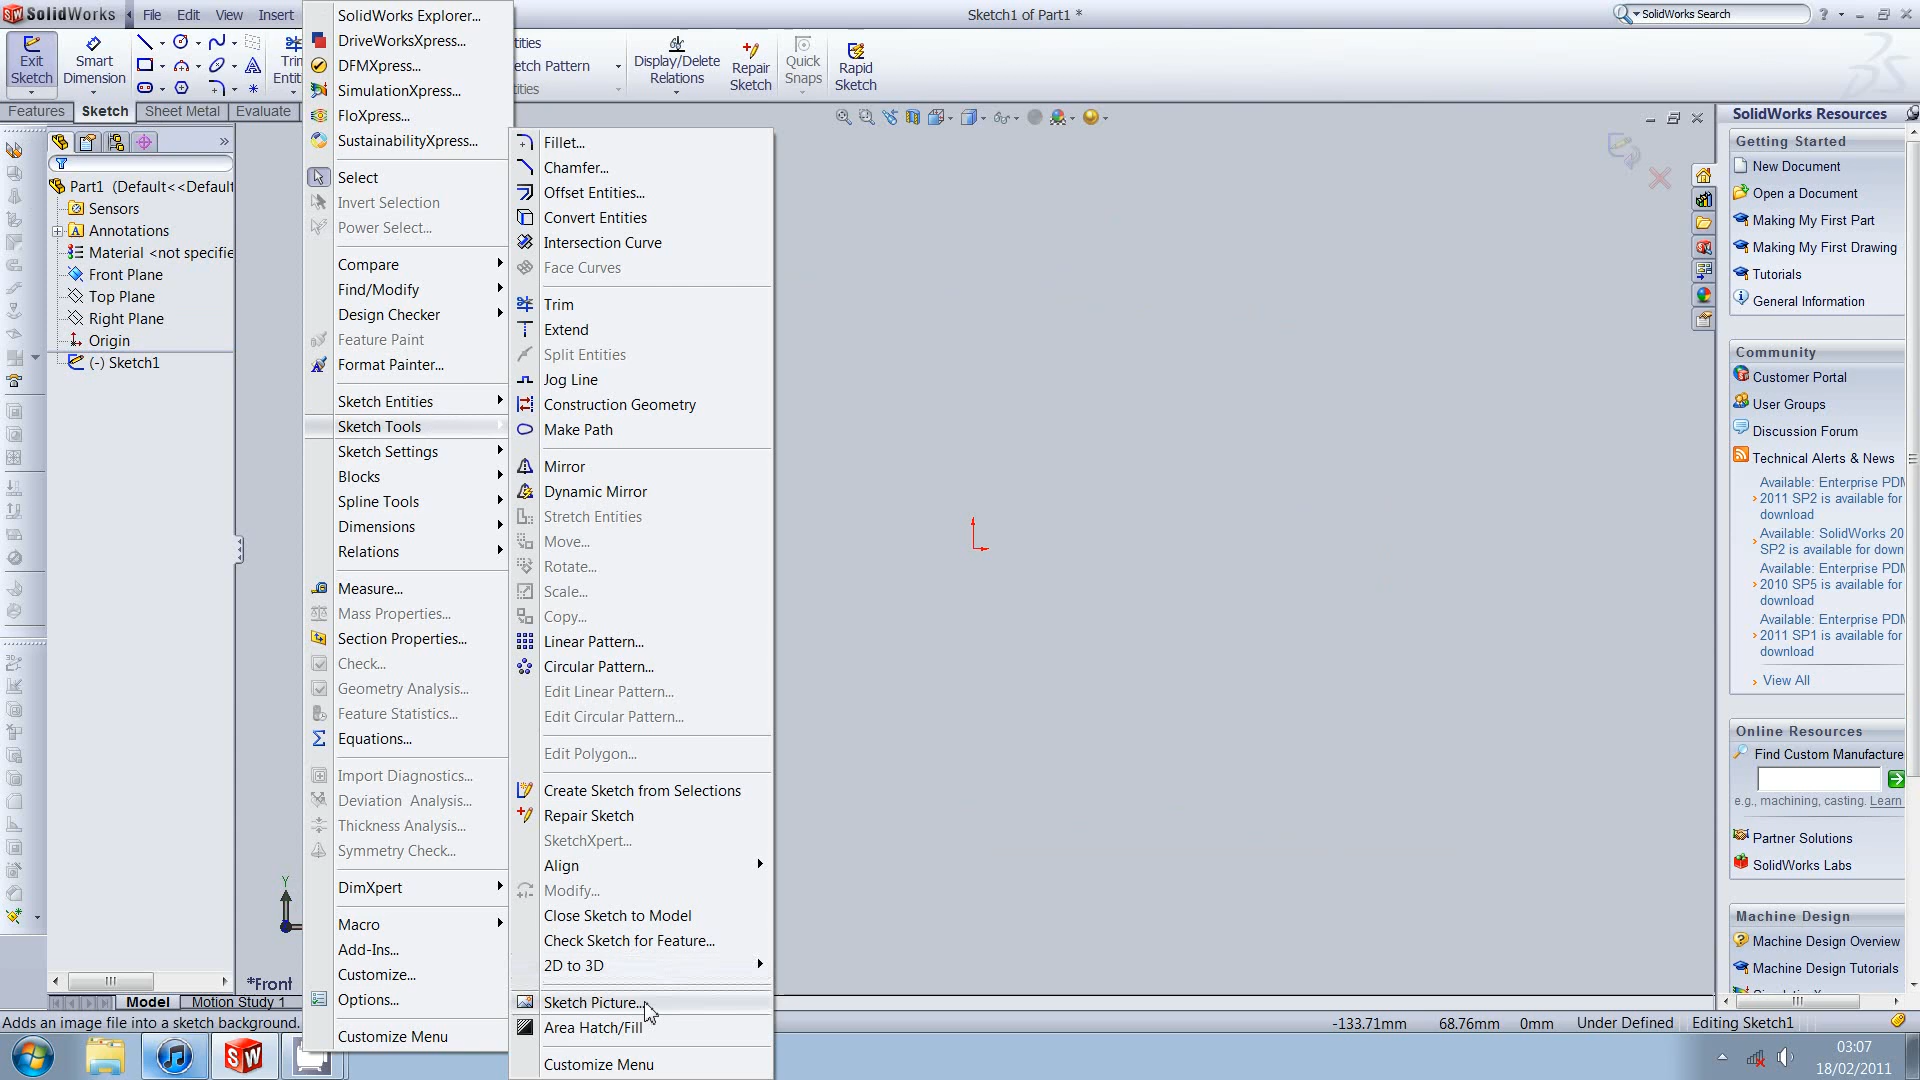 SolidWorks
File Edit View Insert
Sketch1 of Part1 *
SolidWorks Search
Exit Sketch
Smart Dimension
Trim
Entit
tities
etch Pattern
tities
Display/Delete Relations
Repair Sketch
Quick Snaps
Rapid Sketch
Features Sketch Sheet Metal Evaluate
Part1 (Default<<Default
Sensors
Annotations
Material <not specifie
Front Plane
Top Plane
Right Plane
Origin
(-) Sketch1
SolidWorks Explorer...
DriveWorksXpress...
DFMXpress...
SimulationXpress...
FloXpress...
SustainabilityXpress...
Select
Invert Selection
Power Select...
Compare
Find/Modify
Design Checker
Feature Paint
Format Painter...
Sketch Entities
Sketch Tools
Sketch Settings
Blocks
Spline Tools
Dimensions
Relations
Measure...
Mass Properties...
Section Properties...
Check...
Geometry Analysis...
Feature Statistics...
Equations...
Import Diagnostics...
Deviation Analysis...
Thickness Analysis...
Symmetry Check...
DimXpert
Macro
Add-Ins...
Customize...
Options...
Customize Menu
Fillet...
Chamfer...
Offset Entities...
Convert Entities
Intersection Curve
Face Curves
Trim
Extend
Split Entities
Jog Line
Construction Geometry
Make Path
Mirror
Dynamic Mirror
Stretch Entities
Move...
Rotate...
Scale...
Copy...
Linear Pattern...
Circular Pattern...
Edit Linear Pattern...
Edit Circular Pattern...
Edit Polygon...
Create Sketch from Selections
Repair Sketch
SketchXpert...
Align
Modify...
Close Sketch to Model
Check Sketch for Feature...
2D to 3D
Sketch Picture...
Area Hatch/Fill
Customize Menu
SolidWorks Resources
Getting Started
New Document
Open a Document
Making My First Part
Making My First Drawing
Tutorials
General Information
Community
Customer Portal
User Groups
Discussion Forum
Technical Alerts & News
Available: Enterprise PDM
2011 SP2 is available for
download
Available: SolidWorks 20
SP2 is available for down
Available: Enterprise PDM
2010 SP5 is available for
download
Available: Enterprise PDM
2011 SP1 is available for
download
View All
Online Resources
Find Custom Manufacture
e.g., machining, casting. Learn
Partner Solutions
SolidWorks Labs
Machine Design
Machine Design Overview
Machine Design Tutorials
Y
*Front
Model Motion Study 1
Adds an image file into a sketch background.
-133.71mm 68.76mm 0mm Under Defined Editing Sketch1
SW
03:07
18/02/2011